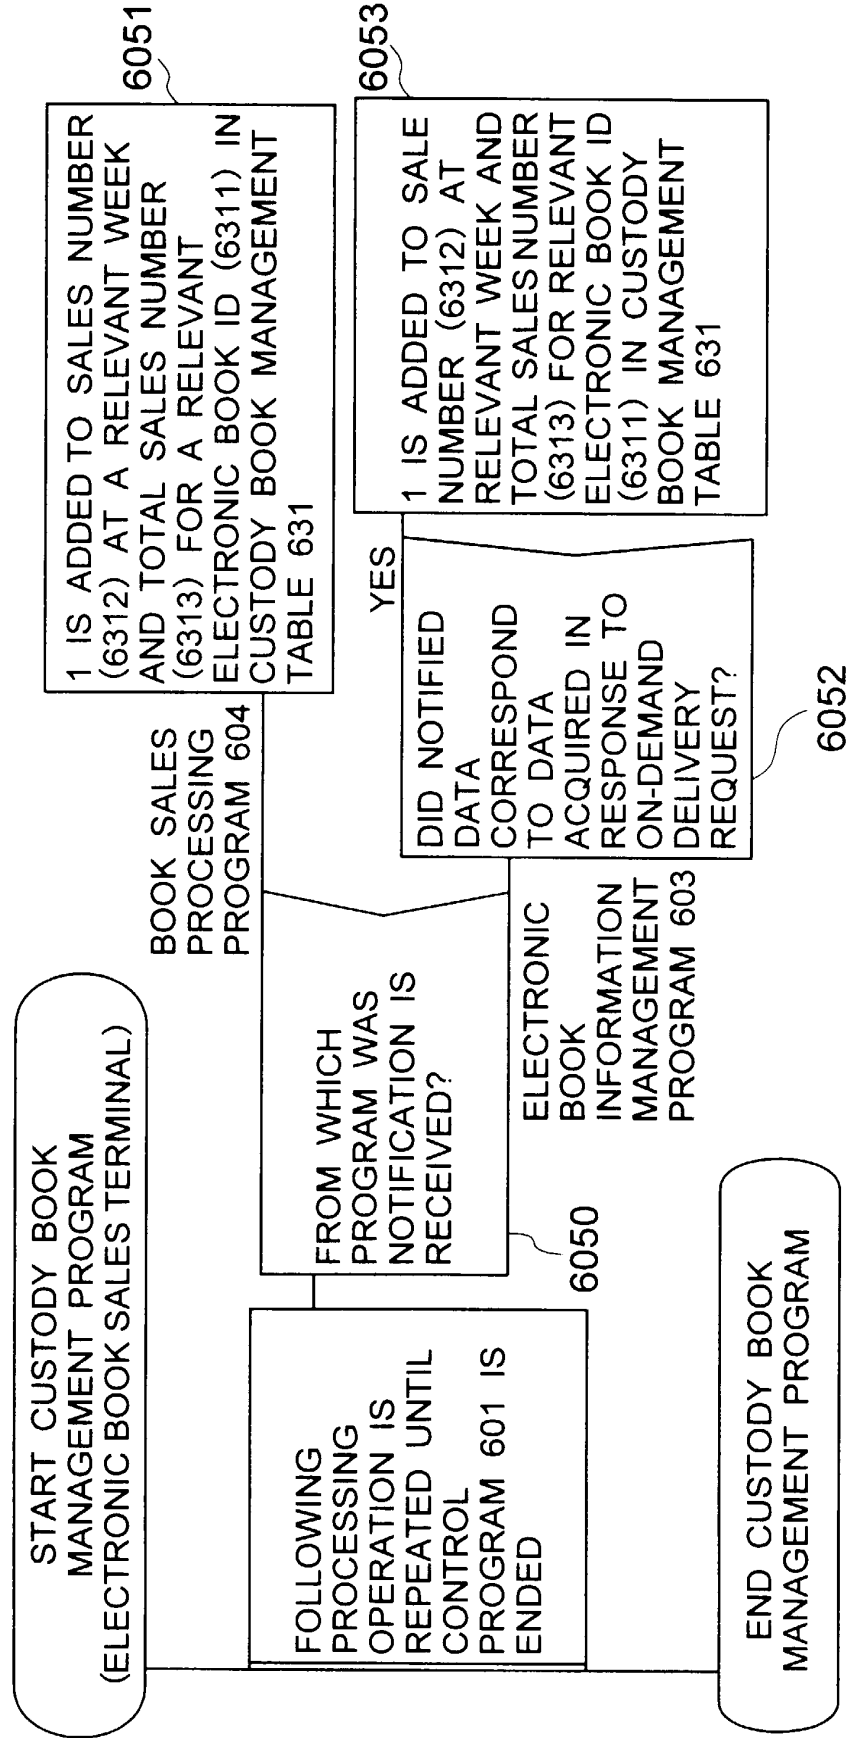 START CUSTODY BOOK
MANAGEMENT PROGRAM
(ELECTRONIC BOOK SALES TERMINAL)
FOLLOWING
PROCESSING
OPERATION IS
REPEATED UNTIL
CONTROL
PROGRAM 601 IS
ENDED
FROM WHICH
PROGRAM WAS
NOTIFICATION IS
RECEIVED?
6050
BOOK SALES
PROCESSING
PROGRAM 604
1 IS ADDED TO SALES NUMBER
(6312) AT A RELEVANT WEEK
AND TOTAL SALES NUMBER
(6313) FOR A RELEVANT
ELECTRONIC BOOK ID (6311) IN
CUSTODY BOOK MANAGEMENT
TABLE 631
6051
ELECTRONIC
BOOK
INFORMATION
MANAGEMENT
PROGRAM 603
DID NOTIFIED
DATA
CORRESPOND
TO DATA
ACQUIRED IN
RESPONSE TO
ON-DEMAND
DELIVERY
REQUEST?
6052
YES
1 IS ADDED TO SALE
NUMBER (6312) AT
RELEVANT WEEK AND
TOTAL SALES NUMBER
(6313) FOR RELEVANT
ELECTRONIC BOOK ID
(6311) IN CUSTODY
BOOK MANAGEMENT
TABLE 631
6053
END CUSTODY BOOK
MANAGEMENT PROGRAM